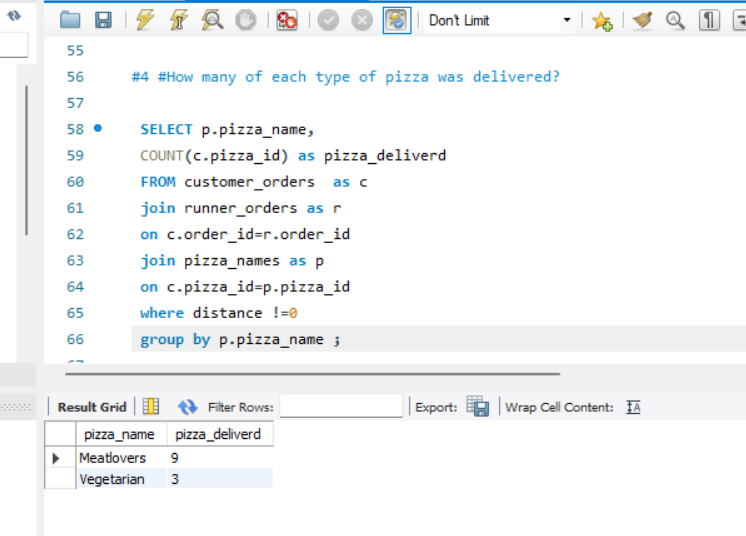 Don't Limit
55
56 #4 #How many of each type of pizza was delivered?
57
58 SELECT p.pizza_name,
59 COUNT(c.pizza_id) as pizza_deliverd
60 FROM customer_orders as c
61 join runner_orders as r
62 on c.order_id=r.order_id
63 join pizza_names as p
64 on c.pizza_id=p.pizza_id
65 where distance !=0
66 group by p.pizza_name ;
Result Grid Filter Rows: Export: Wrap Cell Content: IA
pizza_name pizza_deliverd
Meatlovers 9
Vegetarian 3